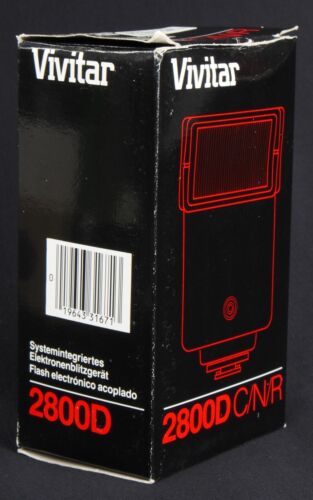 Vivitar
0
19643 31671
Systemintegriertes
Elektronenblitzgerät
Flash electrónico acoplado
2800D
Vivitar
2800D C/N/R